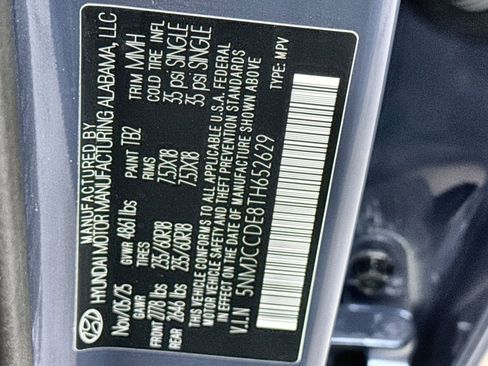 MANUFACTURED BY
HYUNDAI MOTOR MANUFACTURING ALABAMA, LLC
Nov/05/25 GVWR 4861 lbs PAINT TB2 TRIM MMH
GAWR TIRES RIMS COLD TIRE INFL
FRONT 2778 lbs 235/60R18 7.5JX18 35 psi SINGLE
REAR 2646 lbs 235/60R18 7.5JX18 35 psi SINGLE
THIS VEHICLE CONFORMS TO ALL APPLICABLE U.S.A FEDERAL
MOTOR VEHICLE SAFETY AND THEFT PREVENTION STANDARDS
IN EFFECT ON THE DATE OF MANUFACTURE SHOWN ABOVE
V.I.N 5NMJCCDE8TH652629 TYPE: MPV